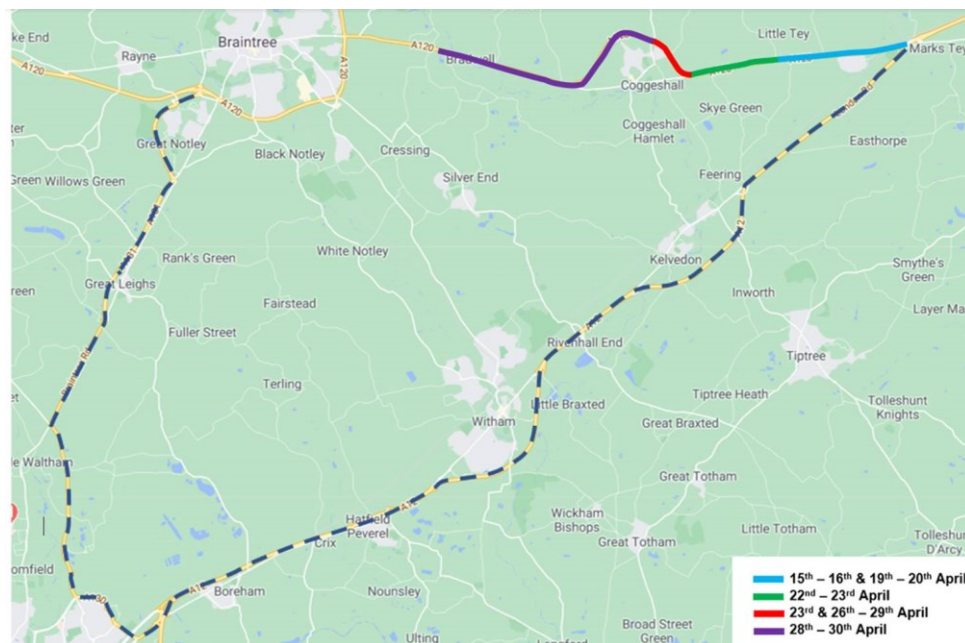 ke End
Rayne
Braintree
A120
Little Tey
Marks Tey
Coggeshall
A120
A120
Skye Green
Coggeshall
Hamlet
Easthorpe
Great Notley
Black Notley
Cressing
Green
Willows Green
Silver End
Feering
White Notley
Kelvedon
Rank's Green
Smythe's
Green
Great Leighs
Inworth
Fairstead
Layer Ma
Fuller Street
Rivenhall End
Tiptree
Terling
Tiptree Heath
Little Braxted
Tolleshunt
Knights
Witham
Great Braxted
le Waltham
Great Totham
Wickham
Bishops
Hatfield
Peverel
Little Totham
Crix
Great Totham
Nounsley
Tolleshun
D'Arcy
omfield
Boreham
Broad Street
Green
Ulting
15th – 16th & 19th – 20th April
22nd – 23rd April
23rd & 26th – 29th April
28th – 30th April